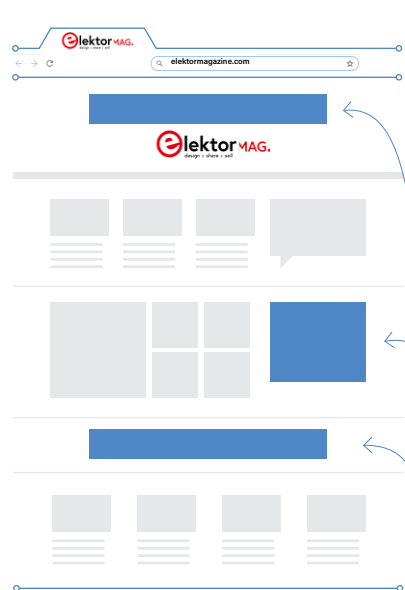 elektor MAG.
design > share > sell
elektormagazine.com
elektor MAG.
design > share > sell